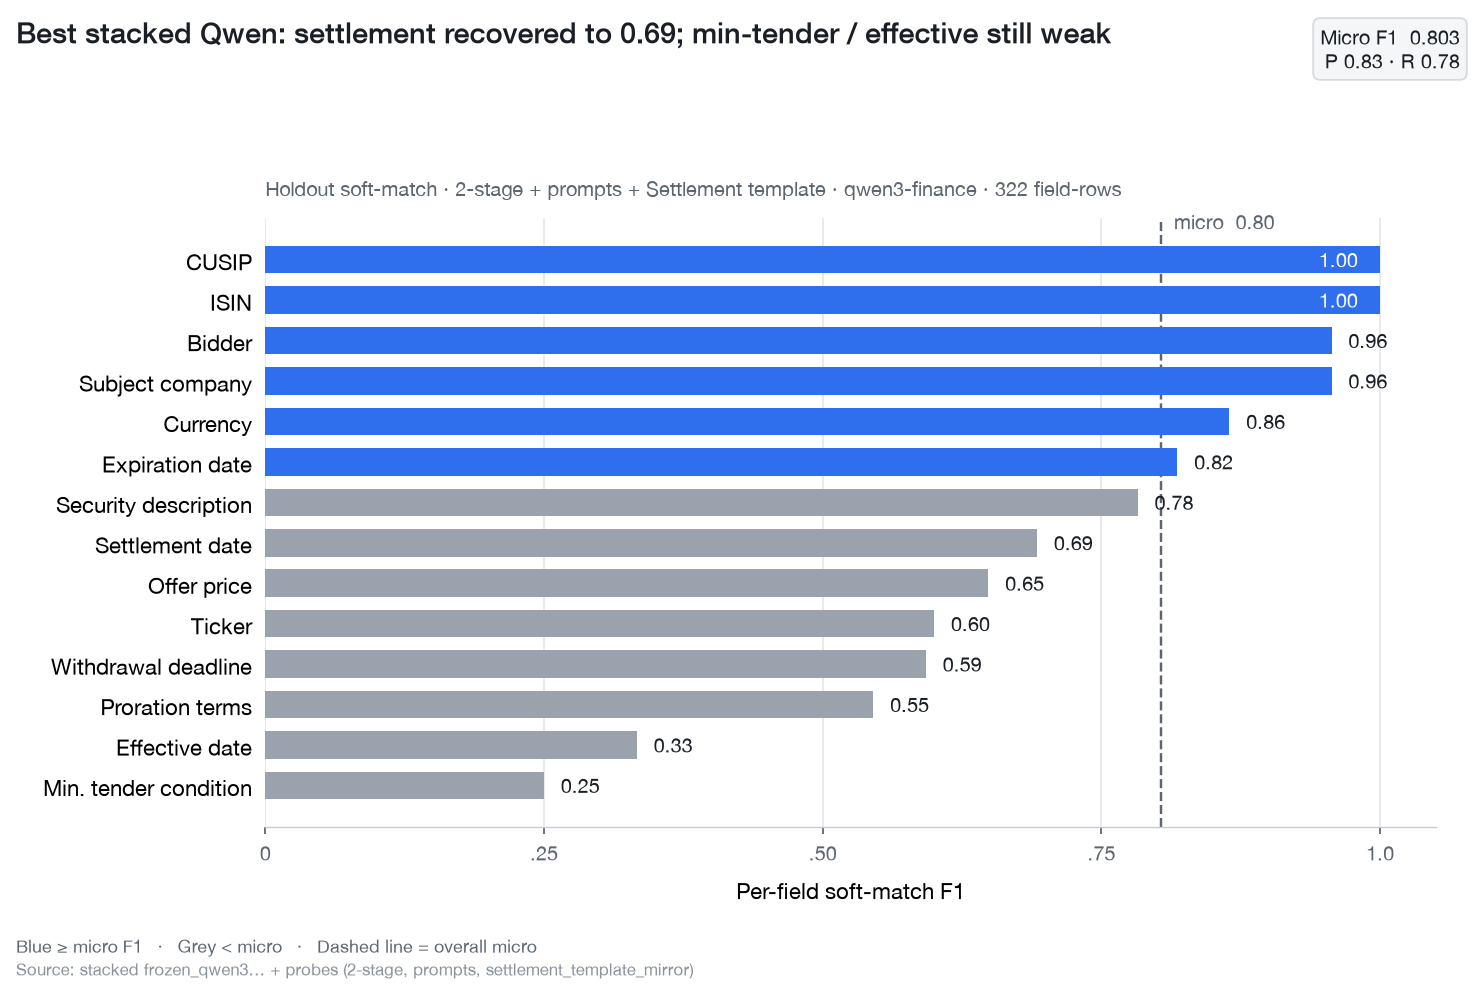 Best stacked Qwen: settlement recovered to 0.69; min-tender / effective still weak
Micro F1 0.803
P 0.83 · R 0.78
Holdout soft-match · 2-stage + prompts + Settlement template · qwen3-finance · 322 field-rows
micro 0.80
CUSIP 1.00
ISIN 1.00
Bidder 0.96
Subject company 0.96
Currency 0.86
Expiration date 0.82
Security description 0.78
Settlement date 0.69
Offer price 0.65
Ticker 0.60
Withdrawal deadline 0.59
Proration terms 0.55
Effective date 0.33
Min. tender condition 0.25
0 .25 .50 .75 1.0
Per-field soft-match F1
Blue ≥ micro F1 · Grey < micro · Dashed line = overall micro
Source: stacked frozen_qwen3… + probes (2-stage, prompts, settlement_template_mirror)